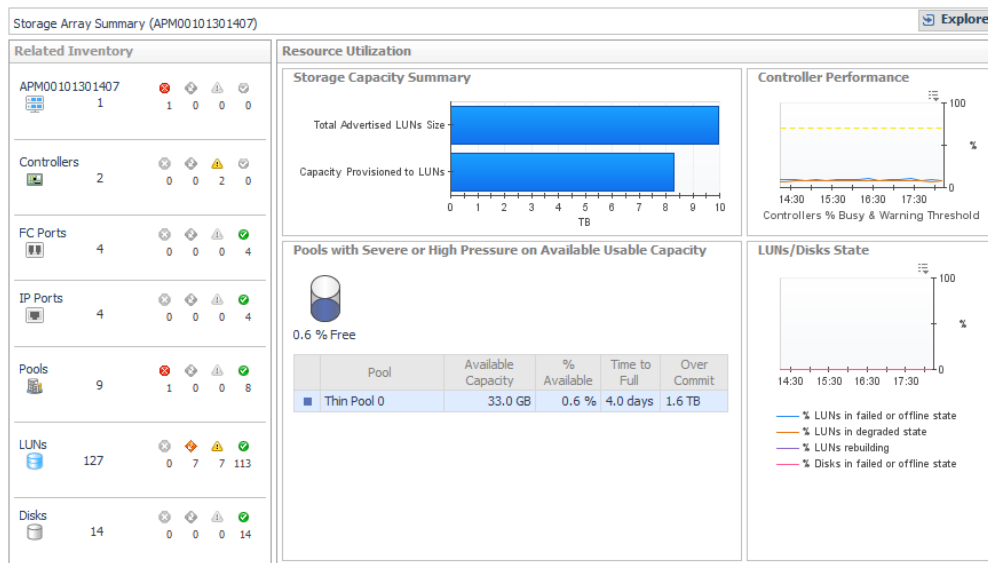 Storage Array Summary (APM00101301407)
Explore
Related Inventory
APM00101301407
1
1 0 0 0
Controllers
2
0 0 2 0
FC Ports
4
0 0 0 4
IP Ports
4
0 0 0 4
Pools
9
1 0 0 8
LUNs
127
0 7 7 113
Disks
14
0 0 0 14
Resource Utilization
Storage Capacity Summary
Total Advertised LUNs Size
Capacity Provisioned to LUNs
0 1 2 3 4 5 6 7 8 9 10
TB
Controller Performance
100
%
0
14:30 15:30 16:30 17:30
Controllers % Busy & Warning Threshold
Pools with Severe or High Pressure on Available Usable Capacity
0.6 % Free
Pool Available Capacity % Available Time to Full Over Commit
Thin Pool 0 33.0 GB 0.6 % 4.0 days 1.6 TB
LUNs/Disks State
100
%
0
14:30 15:30 16:30 17:30
% LUNs in failed or offline state
% LUNs in degraded state
% LUNs rebuilding
% Disks in failed or offline state